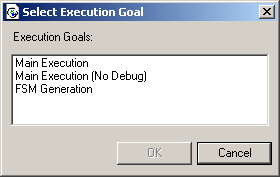 Select Execution Goal
Execution Goals:
Main Execution
Main Execution (No Debug)
FSM Generation
OK
Cancel